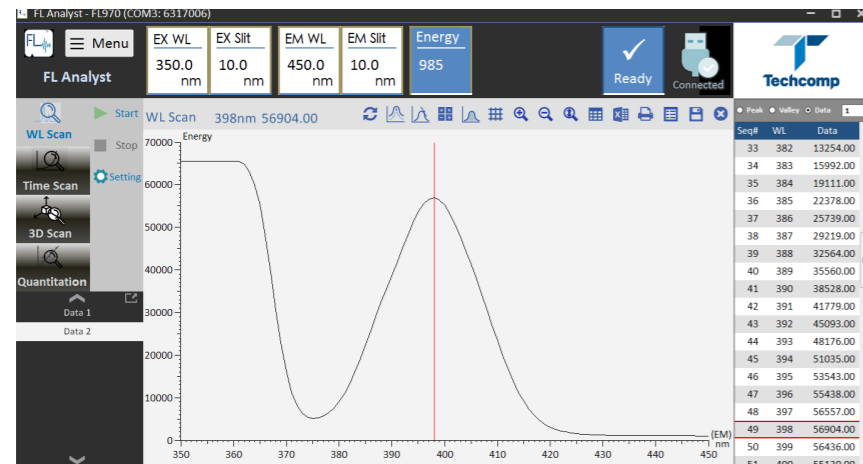 FL Analyst - FL970 (COM3: 6317006)
FL
Menu
FL Analyst
EX WL
350.0
nm
EX Slit
10.0
nm
EM WL
450.0
nm
EM Slit
10.0
nm
Energy
985
Ready
Connected
Techcomp
WL Scan
Time Scan
3D Scan
Quantitation
Data 1
Data 2
Start
Stop
Setting
WL Scan 398nm 56904.00
Energy
70000
60000
50000
40000
30000
20000
10000
0
350 360 370 380 390 400 410 420 430 440 450
(EM)
nm
Peak Valley Data 1
Seq# WL Data
33 382 13254.00
34 383 15992.00
35 384 19111.00
36 385 22378.00
37 386 25739.00
38 387 29219.00
39 388 32564.00
40 389 35560.00
41 390 38528.00
42 391 41779.00
43 392 45093.00
44 393 48176.00
45 394 51035.00
46 395 53543.00
47 396 55438.00
48 397 56557.00
49 398 56904.00
50 399 56436.00